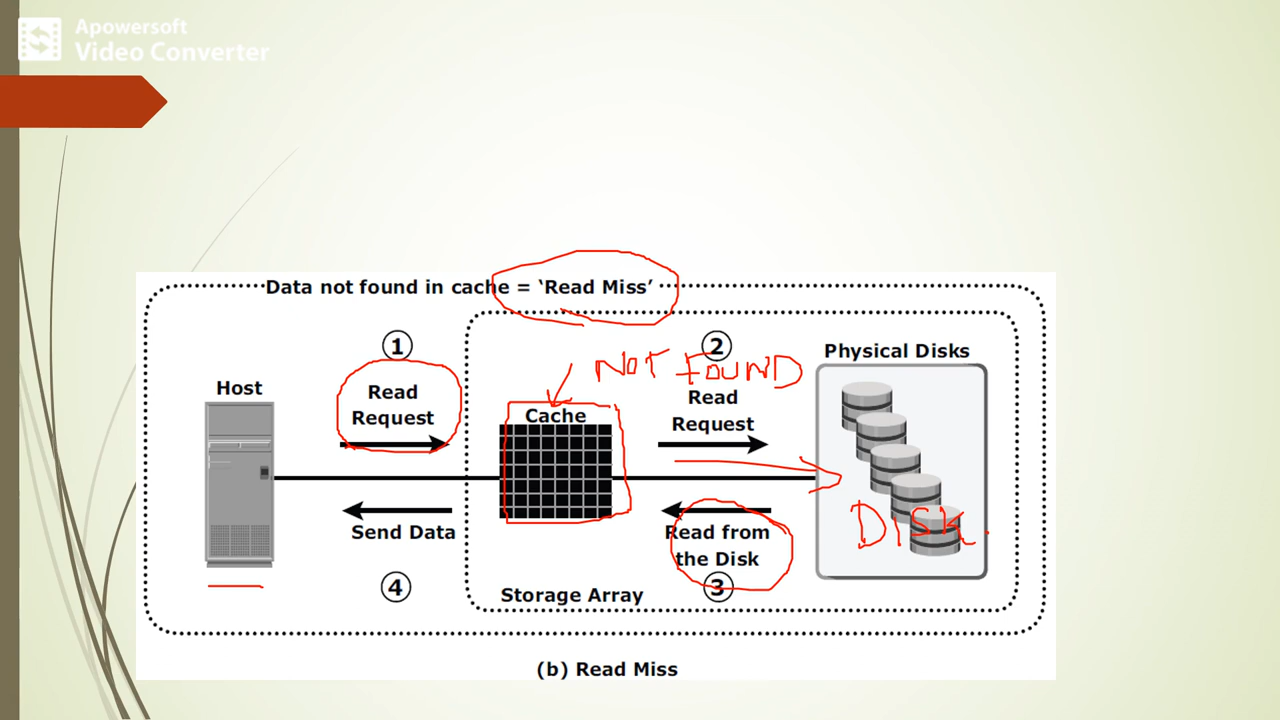 Apowersoft
Video Converter
Data not found in cache = ‘Read Miss’
1
2
NOT FOUND
Physical Disks
Host
Read
Request
Cache
Read
Request
Send Data
Read from
the Disk
DISK.
4
3
Storage Array
(b) Read Miss